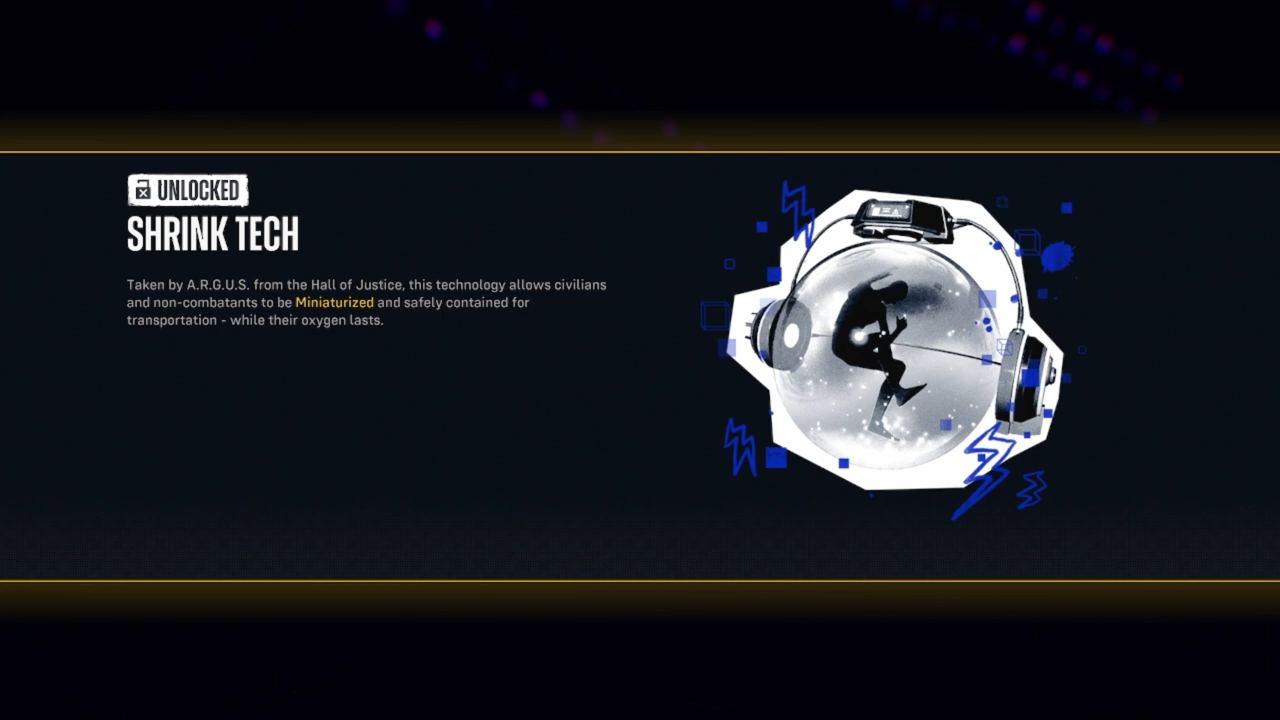 UNLOCKED
SHRINK TECH
Taken by A.R.G.U.S. from the Hall of Justice, this technology allows civilians
and non-combatants to be Miniaturized and safely contained for
transportation - while their oxygen lasts.